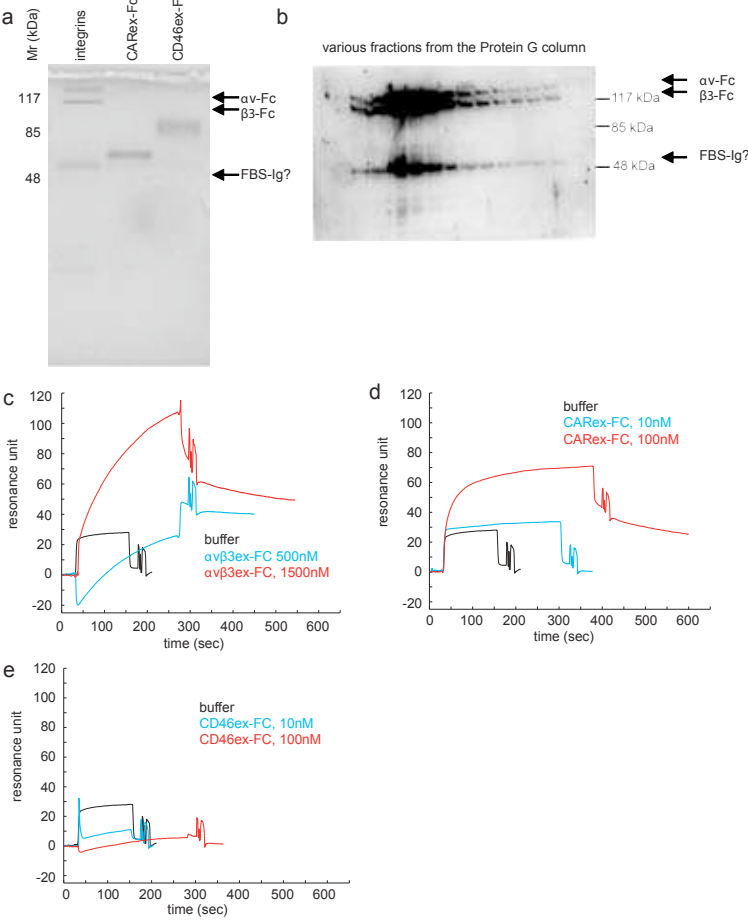 a
Mr (kDa)
integrins
CARex-Fc
CD46ex-F
117
85
48
αv-Fc
β3-Fc
FBS-Ig?
b
various fractions from the Protein G column
117 kDa
85 kDa
48 kDa
αv-Fc
β3-Fc
FBS-Ig?
c
resonance unit
120
100
80
60
40
20
0
-20
buffer
αvβ3ex-FC 500nM
αvβ3ex-FC, 1500nM
0 100 200 300 400 500 600
time (sec)
d
resonance unit
120
100
80
60
40
20
0
-20
buffer
CARex-FC, 10nM
CARex-FC, 100nM
0 100 200 300 400 500 600
time (sec)
e
resonance unit
120
100
80
60
40
20
0
-20
buffer
CD46ex-FC, 10nM
CD46ex-FC, 100nM
0 100 200 300 400 500 600
time (sec)